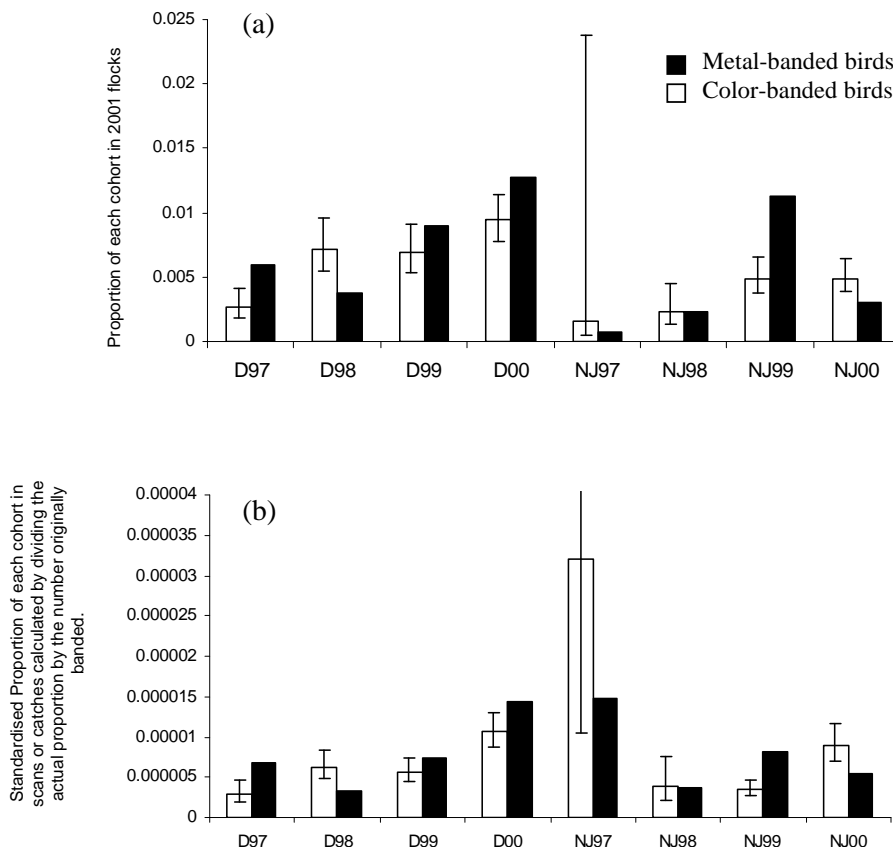 (a)
Proportion of each cohort in 2001 flocks
0.025
0.02
0.015
0.01
0.005
0
Metal-banded birds
Color-banded birds
D97 D98 D99 D00 NJ97 NJ98 NJ99 NJ00
(b)
Standardised Proportion of each cohort in
scans or catches calculated by dividing the
actual proportion by the number originally
banded.
0.00004
0.000035
0.00003
0.000025
0.00002
0.000015
0.00001
0.000005
0
D97 D98 D99 D00 NJ97 NJ98 NJ99 NJ00